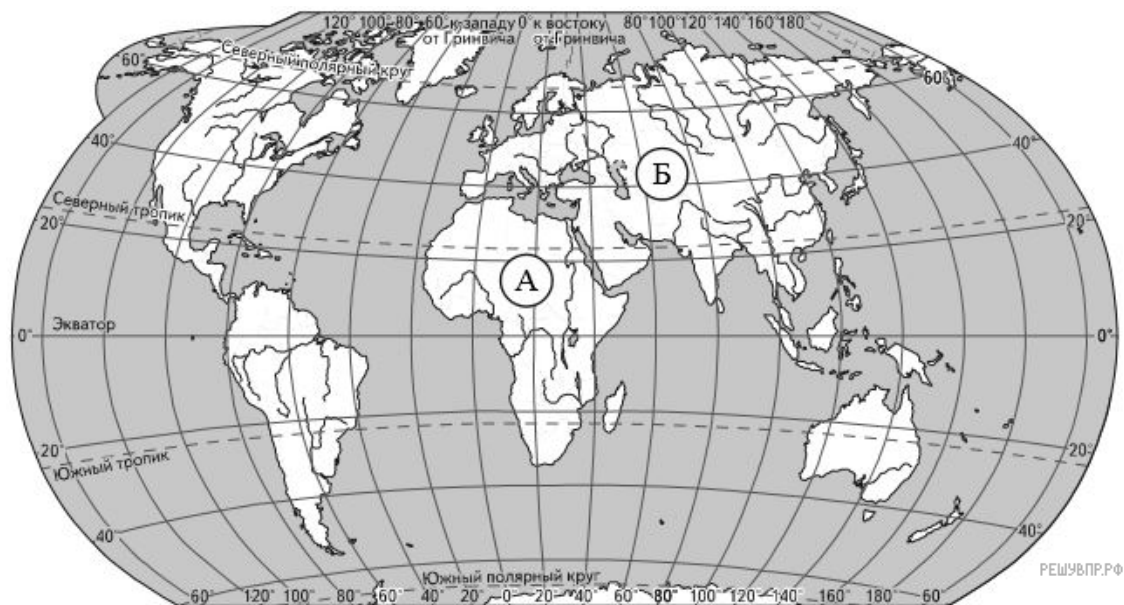 120° 100° 80° 60° к западу 0° к востоку 80° 100° 120° 140° 160° 180°
от Гринвича от Гринвича
60° Северный полярный круг 60°
40° 40°
Б
Северный тропик
20° 20°
А
Экватор
0° 0°
20° 20°
Южный тропик
40° 40°
Южный полярный круг
60° 120° 100° 80° 60° 40° 20° 0° 20° 40° 60° 80° 100° 120° 140° 60°
РЕШУВПР.РФ